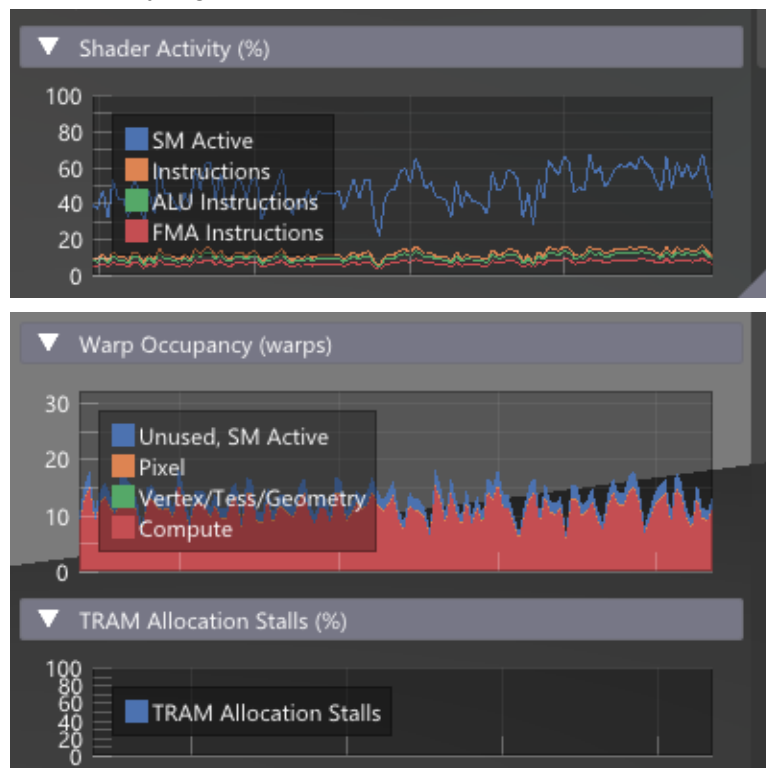 Shader Activity (%)
100
80
60
40
20
0
SM Active
Instructions
ALU Instructions
FMA Instructions
Warp Occupancy (warps)
30
20
10
0
Unused, SM Active
Pixel
Vertex/Tess/Geometry
Compute
TRAM Allocation Stalls (%)
100
80
60
40
20
0
TRAM Allocation Stalls